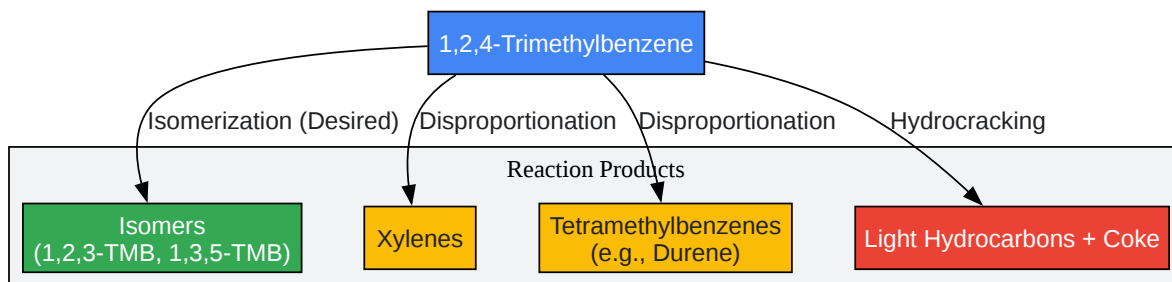 1,2,4-Trimethylbenzene
Isomerization (Desired)
Disproportionation
Disproportionation
Hydrocracking
Reaction Products
Isomers
(1,2,3-TMB, 1,3,5-TMB)
Xylenes
Tetramethylbenzenes
(e.g., Durene)
Light Hydrocarbons + Coke